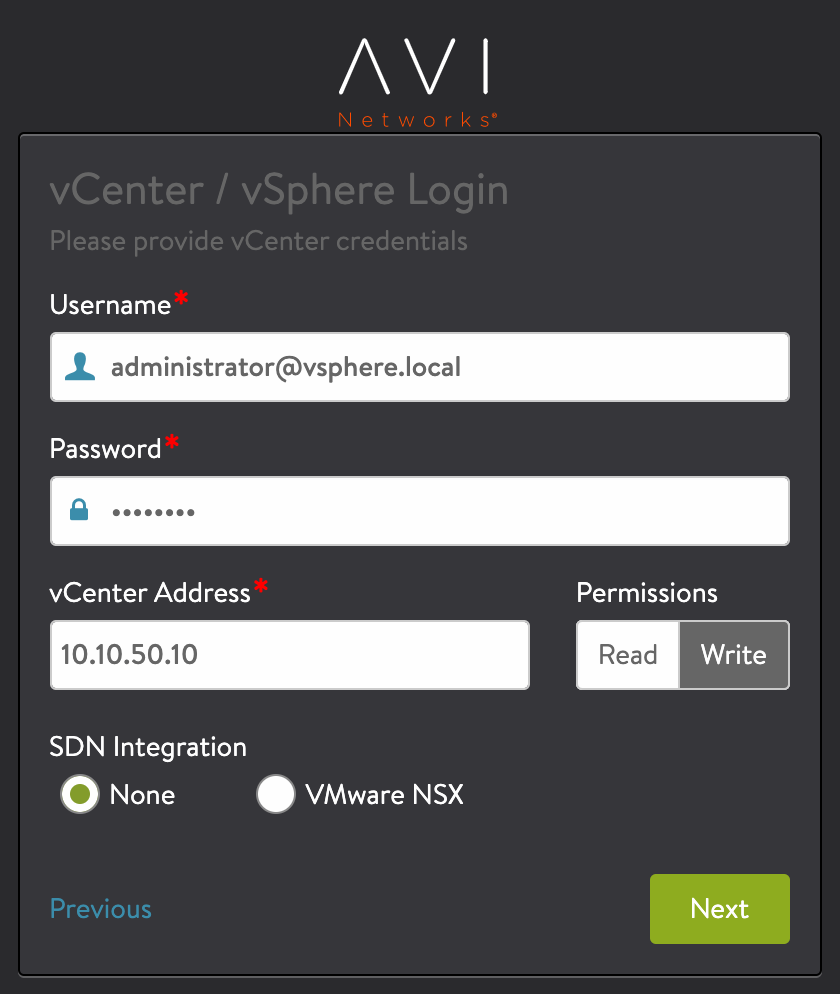 AVI
Networks®
vCenter / vSphere Login
Please provide vCenter credentials
Username*
administrator@vsphere.local
Password*
••••••••
vCenter Address* Permissions
10.10.50.10 Read Write
SDN Integration
None VMware NSX
Previous Next